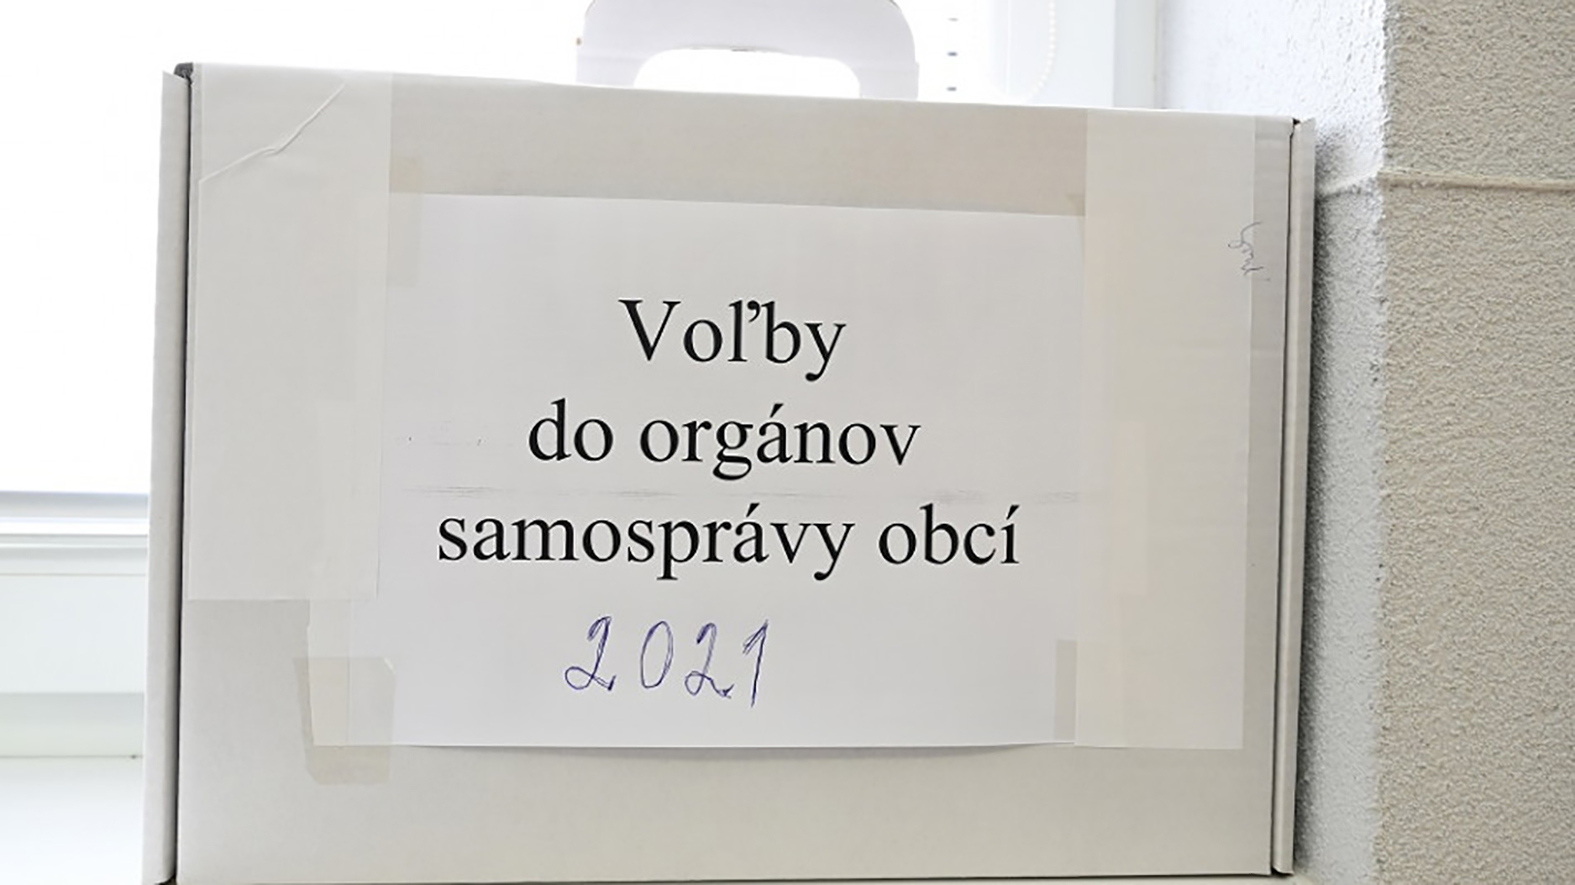 Voľby
do orgánov
samosprávy obcí
2021